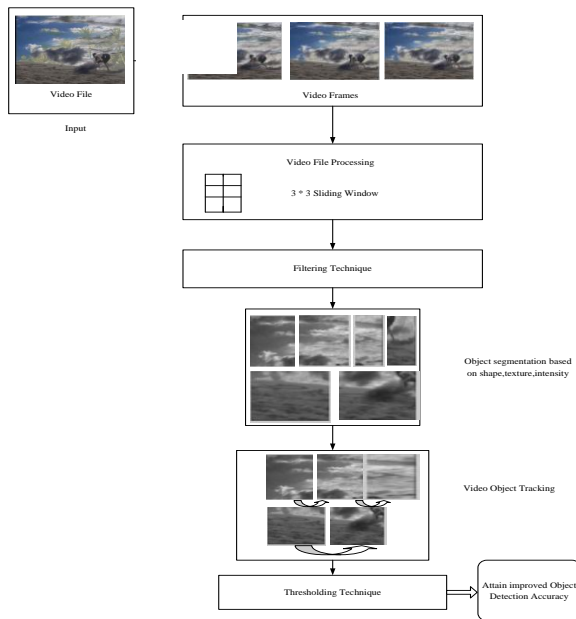 Video File
Input
Video Frames
Video File Processing
3 * 3 Sliding Window
Filtering Technique
Object segmentation based
on shape,texture,intensity
Video Object Tracking
Thresholding Technique
Attain improved Object
Detection Accuracy